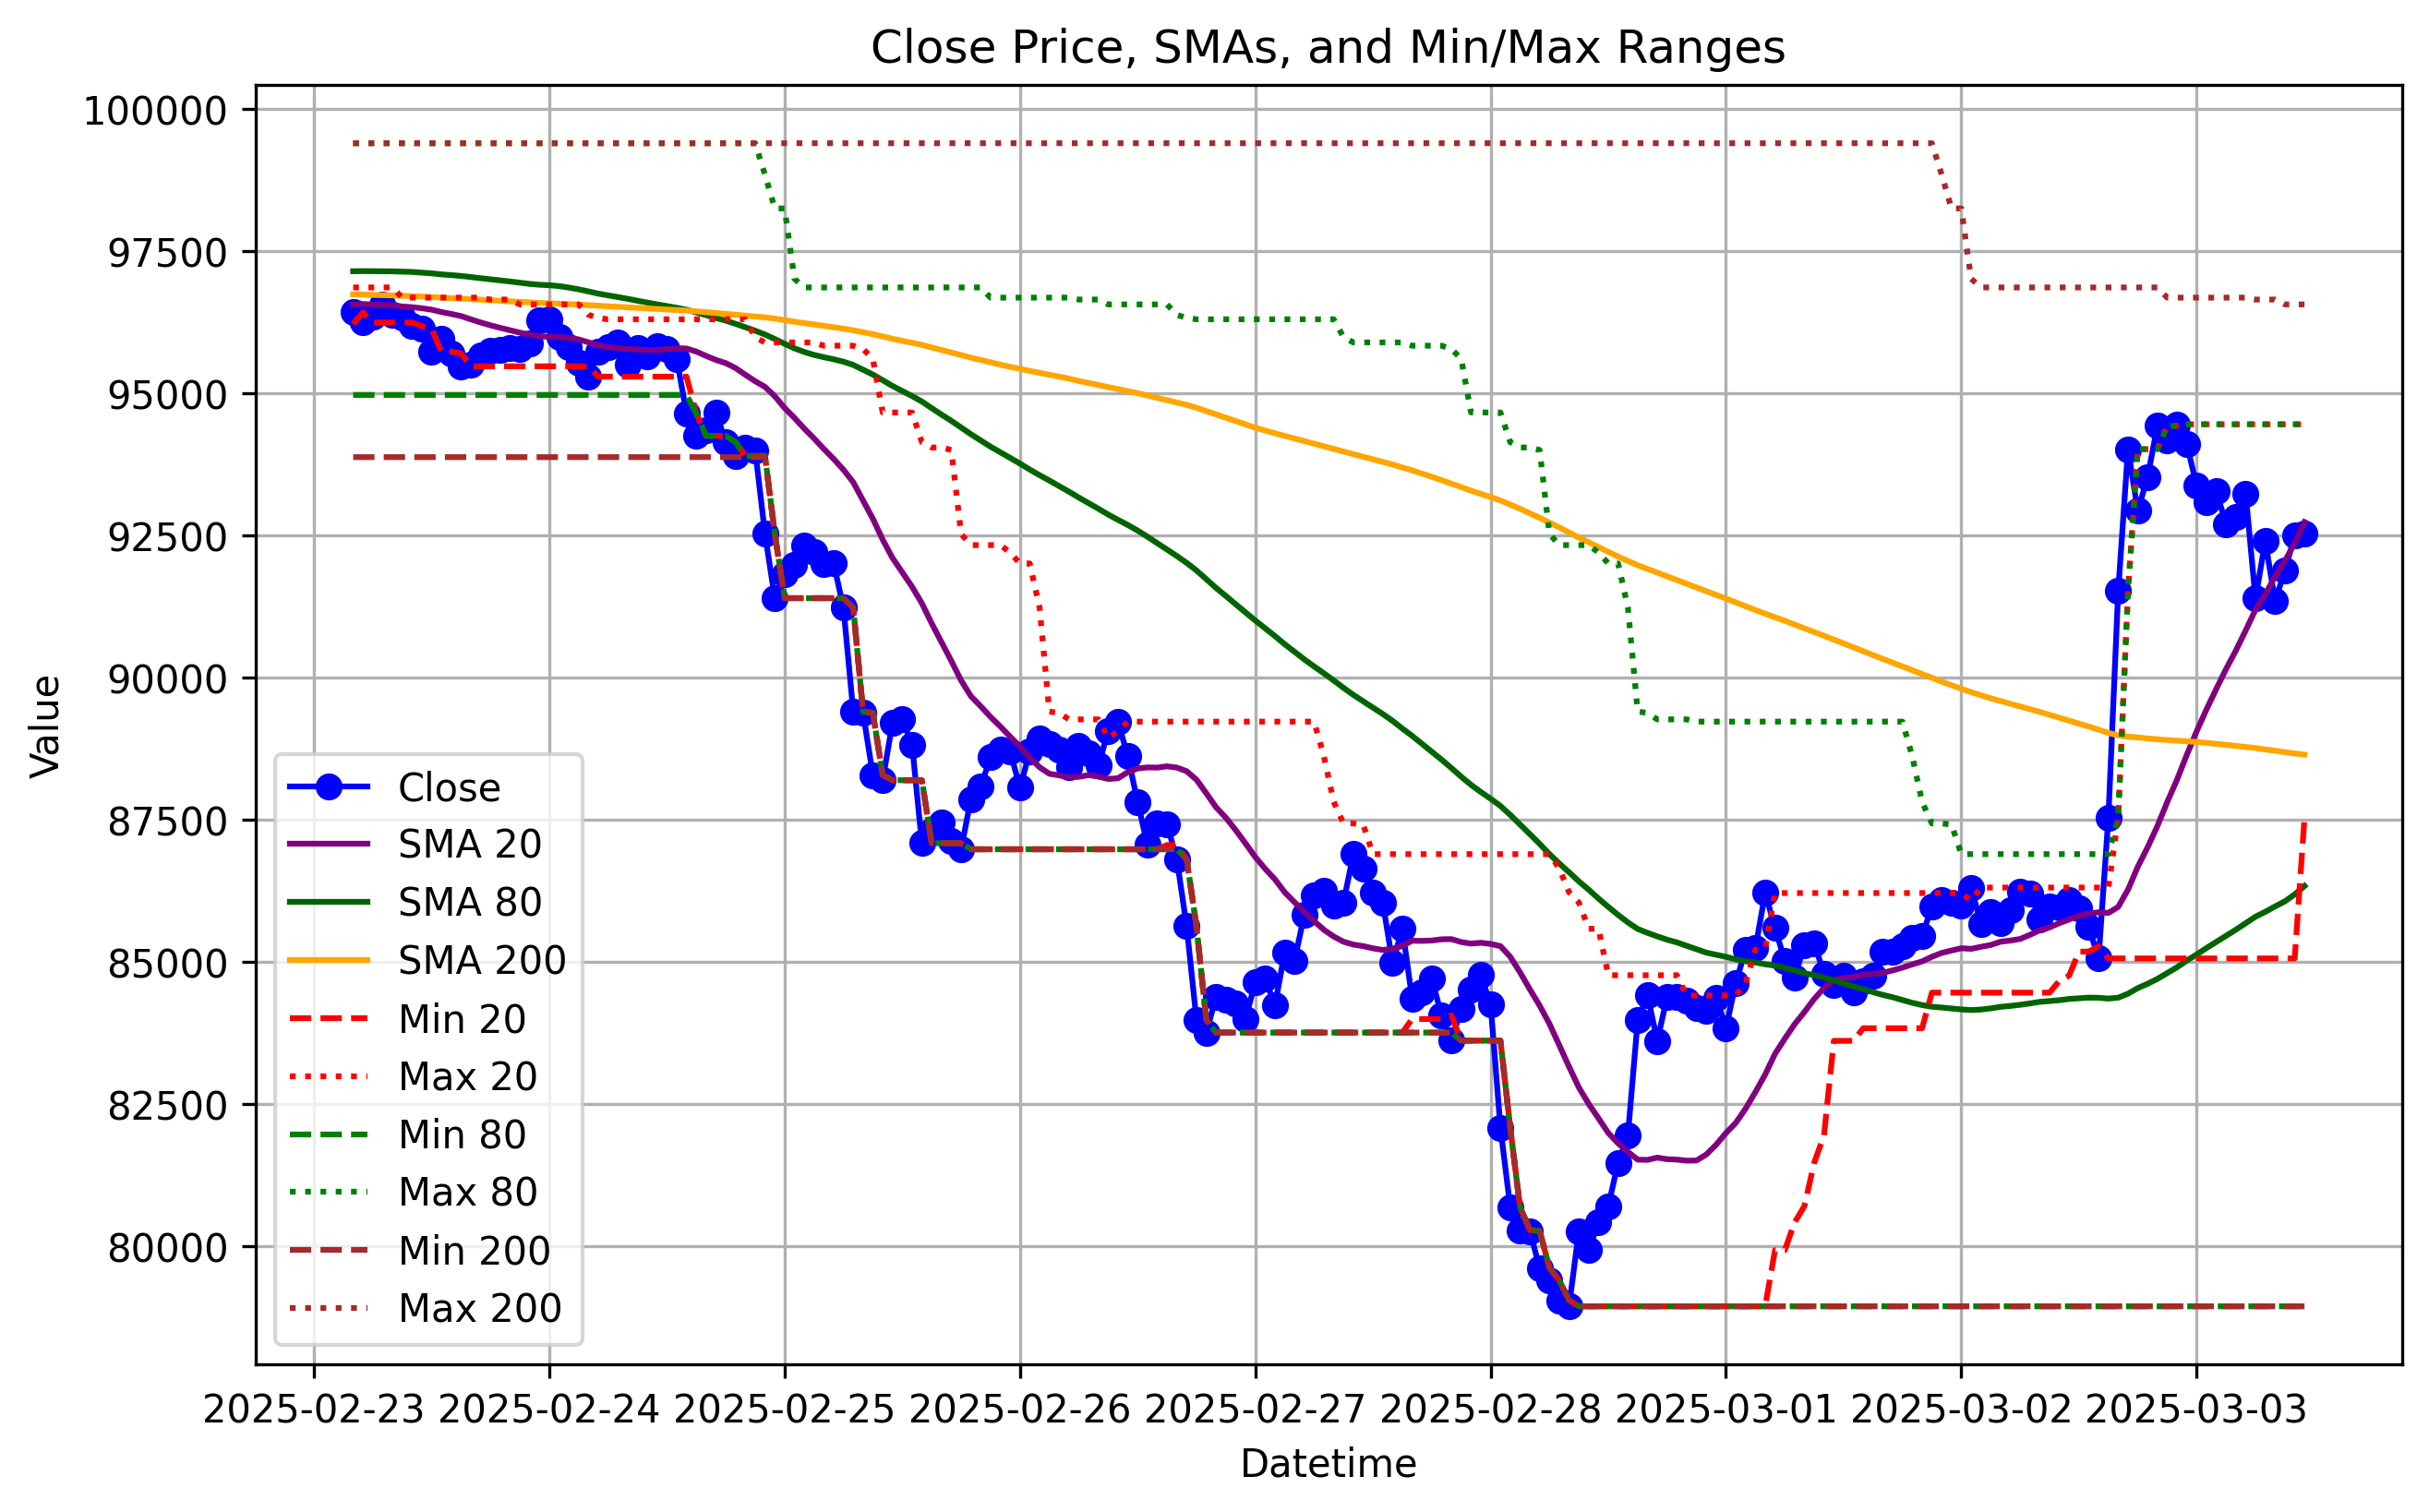 Close Price, SMAs, and Min/Max Ranges
100000
97500
95000
92500
90000
87500
85000
82500
80000
Value
Close
SMA 20
SMA 80
SMA 200
Min 20
Max 20
Min 80
Max 80
Min 200
Max 200
2025-02-23 2025-02-24 2025-02-25 2025-02-26 2025-02-27 2025-02-28 2025-03-01 2025-03-02 2025-03-03
Datetime